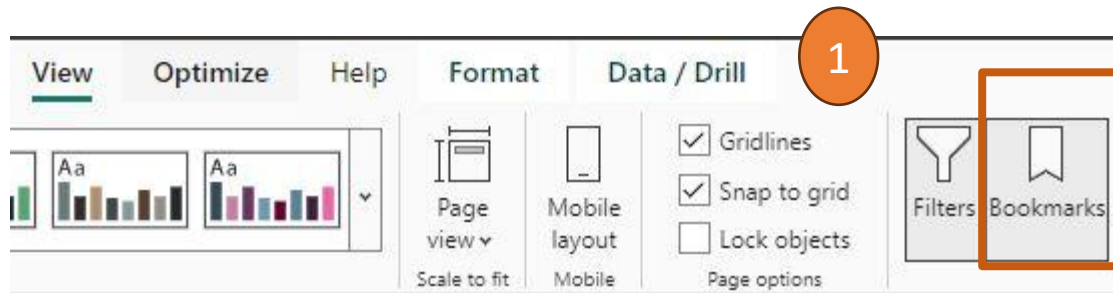 View Optimize Help Format Data / Drill 1
Aa Aa
Gridlines
Snap to grid
Lock objects
Page view
Mobile layout
Filters Bookmarks
Scale to fit Mobile Page options